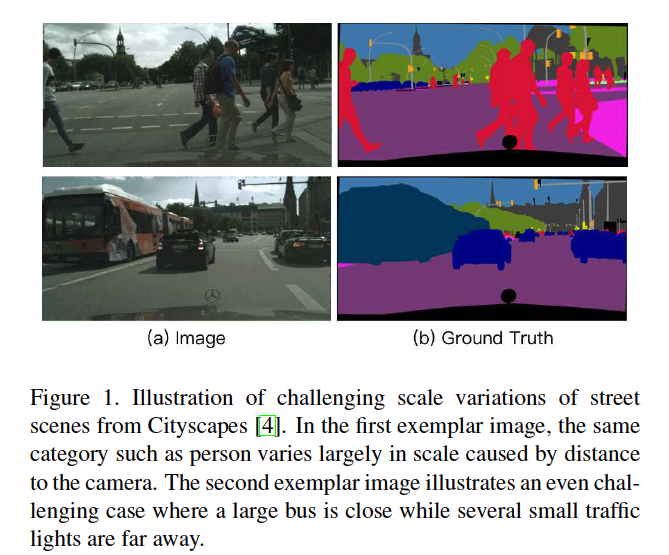 (a) Image
(b) Ground Truth
Figure 1. Illustration of challenging scale variations of street
scenes from Cityscapes [4]. In the first exemplar image, the same
category such as person varies largely in scale caused by distance
to the camera. The second exemplar image illustrates an even chal-
lenging case where a large bus is close while several small traffic
lights are far away.